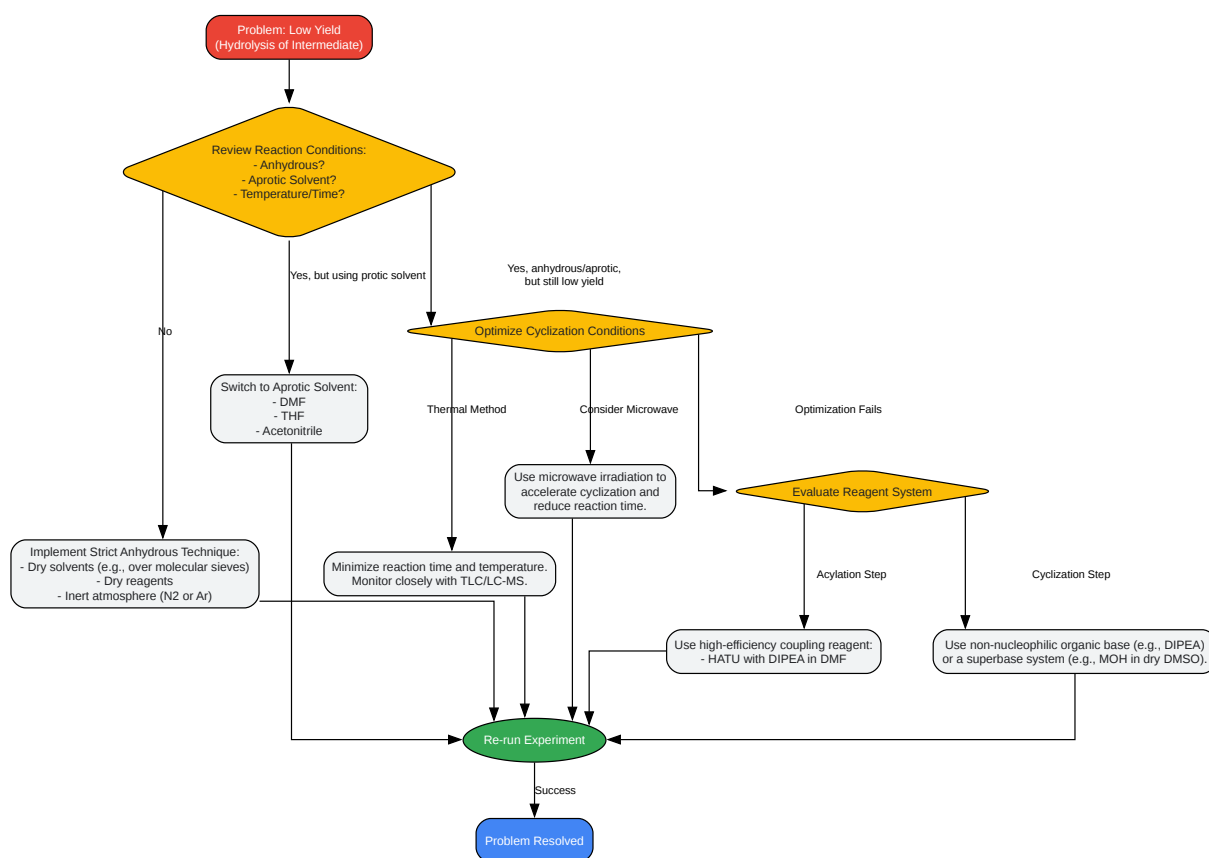 Problem: Low Yield
(Hydrolysis of Intermediate)
Review Reaction Conditions:
- Anhydrous?
- Aprotic Solvent?
- Temperature/Time?
Yes, but using protic solvent
Yes, anhydrous/aprotic,
but still low yield
No
Optimize Cyclization Conditions
Switch to Aprotic Solvent:
- DMF
- THF
- Acetonitrile
Thermal Method
Consider Microwave
Optimization Fails
Use microwave irradiation to
accelerate cyclization and
reduce reaction time.
Evaluate Reagent System
Implement Strict Anhydrous Technique:
- Dry solvents (e.g., over molecular sieves)
- Dry reagents
- Inert atmosphere (N2 or Ar)
Minimize reaction time and temperature.
Monitor closely with TLC/LC-MS.
Acylation Step
Cyclization Step
Use high-efficiency coupling reagent:
- HATU with DIPEA in DMF
Use non-nucleophilic organic base (e.g., DIPEA)
or a superbase system (e.g., MOH in dry DMSO).
Re-run Experiment
Success
Problem Resolved